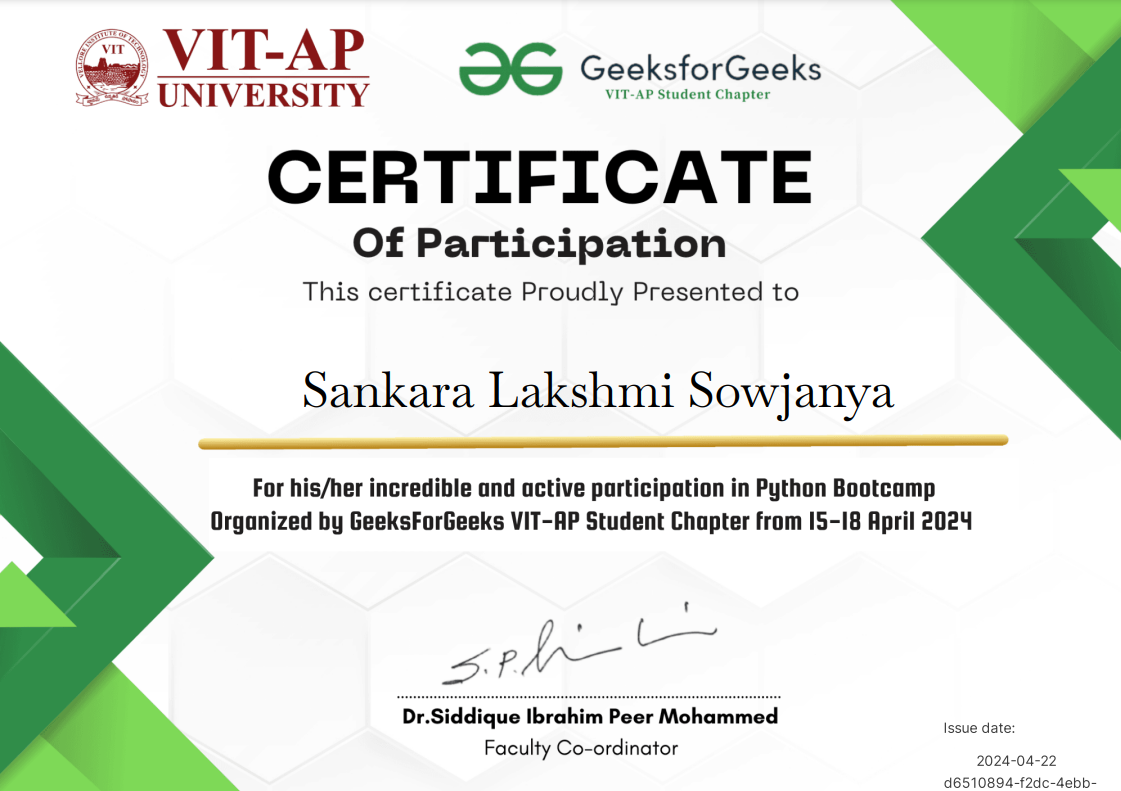 VIT
VELLORE INSTITUTE OF TECHNOLOGY
VIT-AP
UNIVERSITY
GeeksforGeeks
VIT-AP Student Chapter
CERTIFICATE
Of Participation
This certificate Proudly Presented to
Sankara Lakshmi Sowjanya
For his/her incredible and active participation in Python Bootcamp
Organized by GeeksForGeeks VIT-AP Student Chapter from 15-18 April 2024
S.P.
Dr.Siddique Ibrahim Peer Mohammed
Faculty Co-ordinator
Issue date:
2024-04-22
d6510894-f2dc-4ebb-